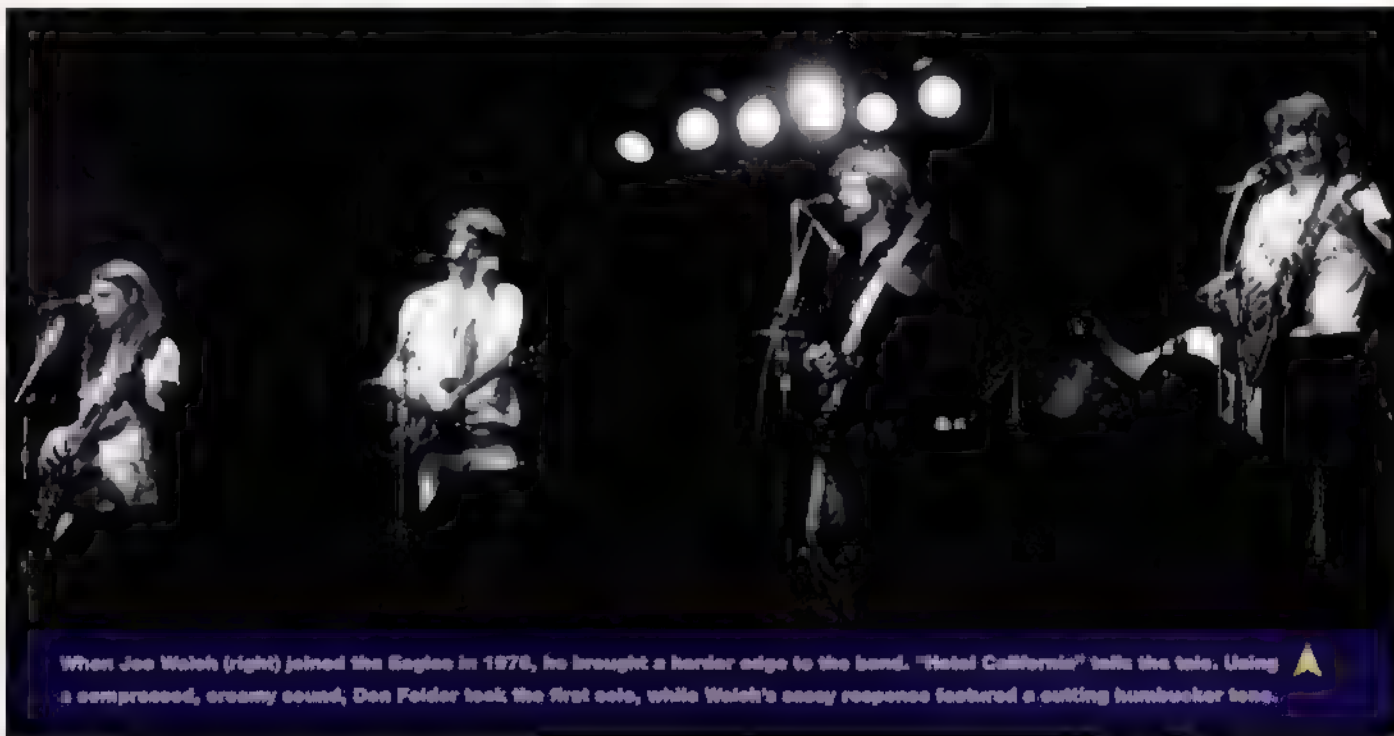 When Joe Walsh (right) joined the Eagles in 1976, he brought a harder edge to the band. "Hotel California" tells the tale. Using
a compressed, creamy sound, Don Felder took the first solo, while Walsh's sassy response featured a cutting humbucker tone.